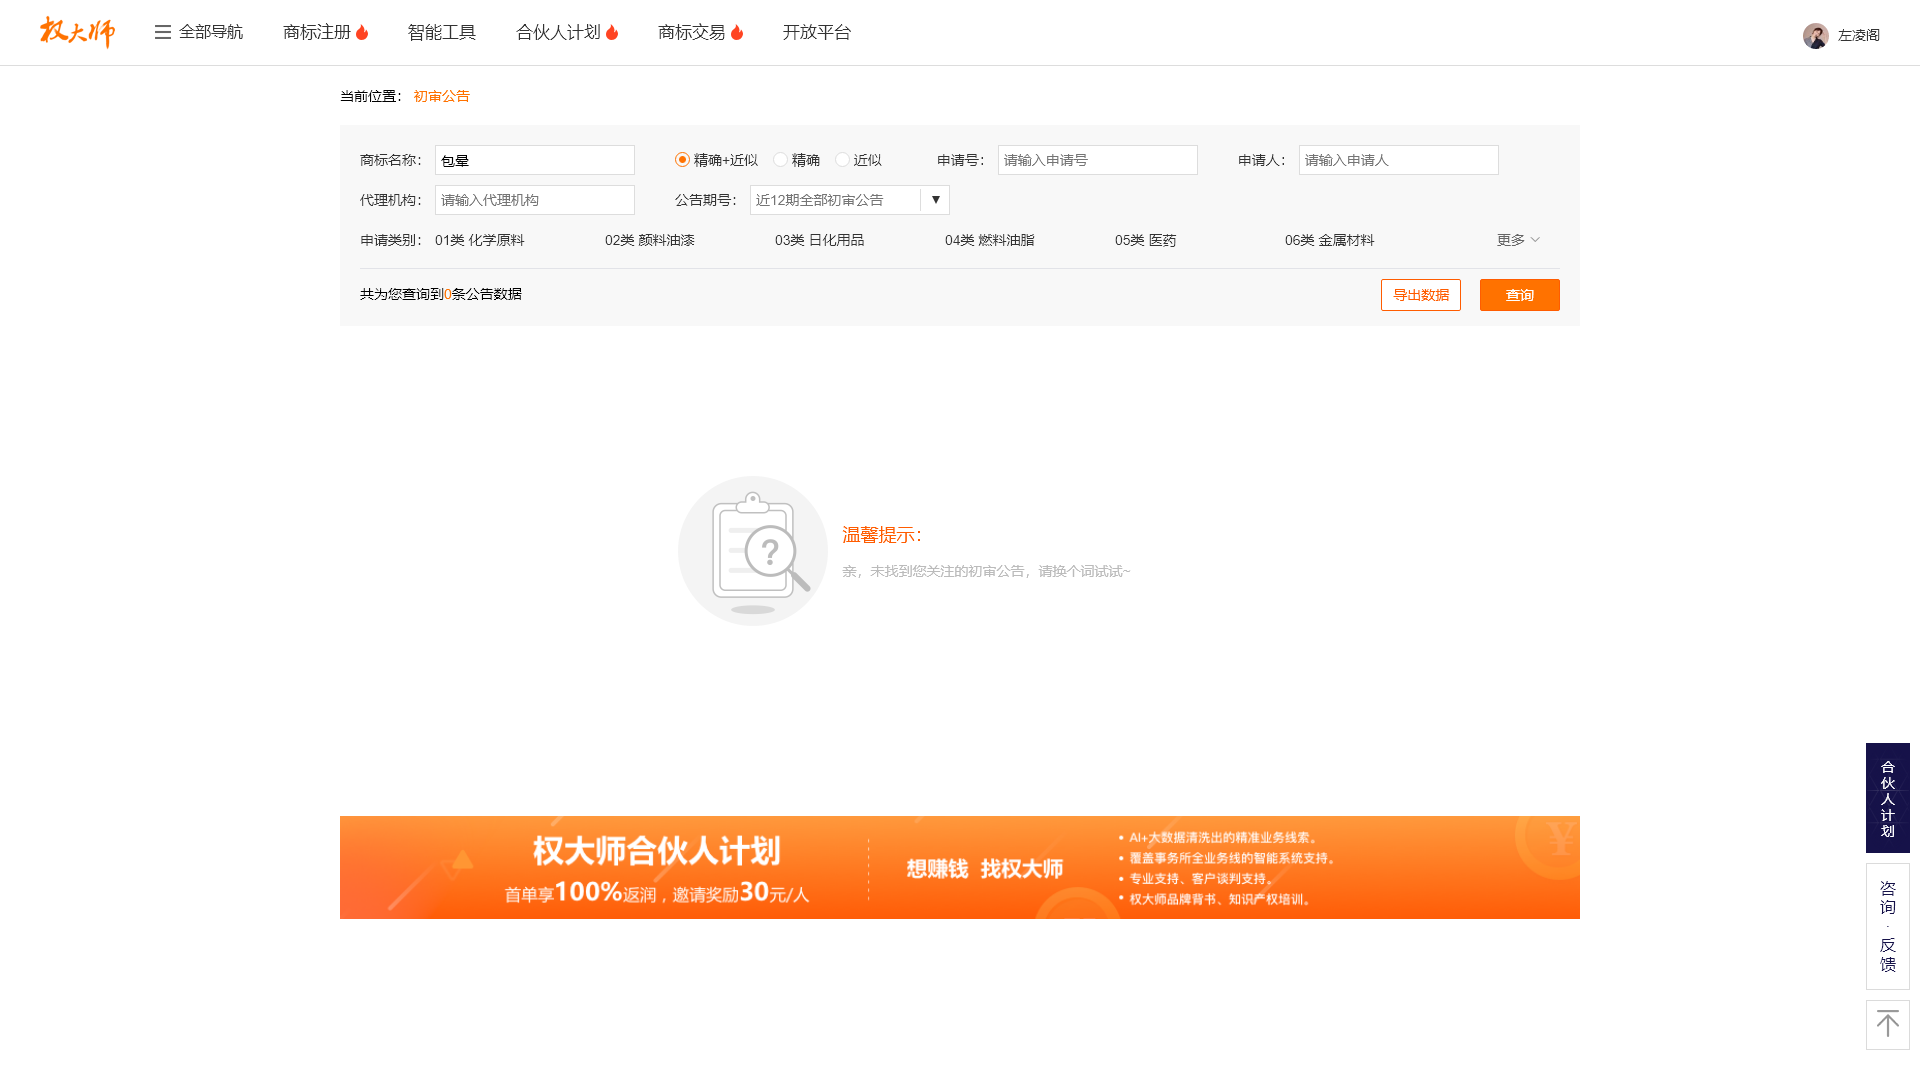 权大师
全部导航 商标注册 智能工具 合伙人计划 商标交易 开放平台 左凌阁
当前位置： 初审公告
商标名称： 包晕 精确+近似 精确 近似 申请号： 请输入申请号 申请人： 请输入申请人
代理机构： 请输入代理机构 公告期号： 近12期全部初审公告 ▼
申请类别： 01类 化学原料 02类 颜料油漆 03类 日化用品 04类 燃料油脂 05类 医药 06类 金属材料 更多
共为您查询到0条公告数据 导出数据 查询
温馨提示：
亲，未找到您关注的初审公告，请换个词试试~
权大师合伙人计划
首单享100%返润，邀请奖励30元/人
想赚钱 找权大师
• AI+大数据清洗出的精准业务线索。
• 覆盖事务所全业务线的智能系统支持。
• 专业支持、客户谈判支持。
• 权大师品牌背书、知识产权培训。
合伙人计划
咨询·反馈